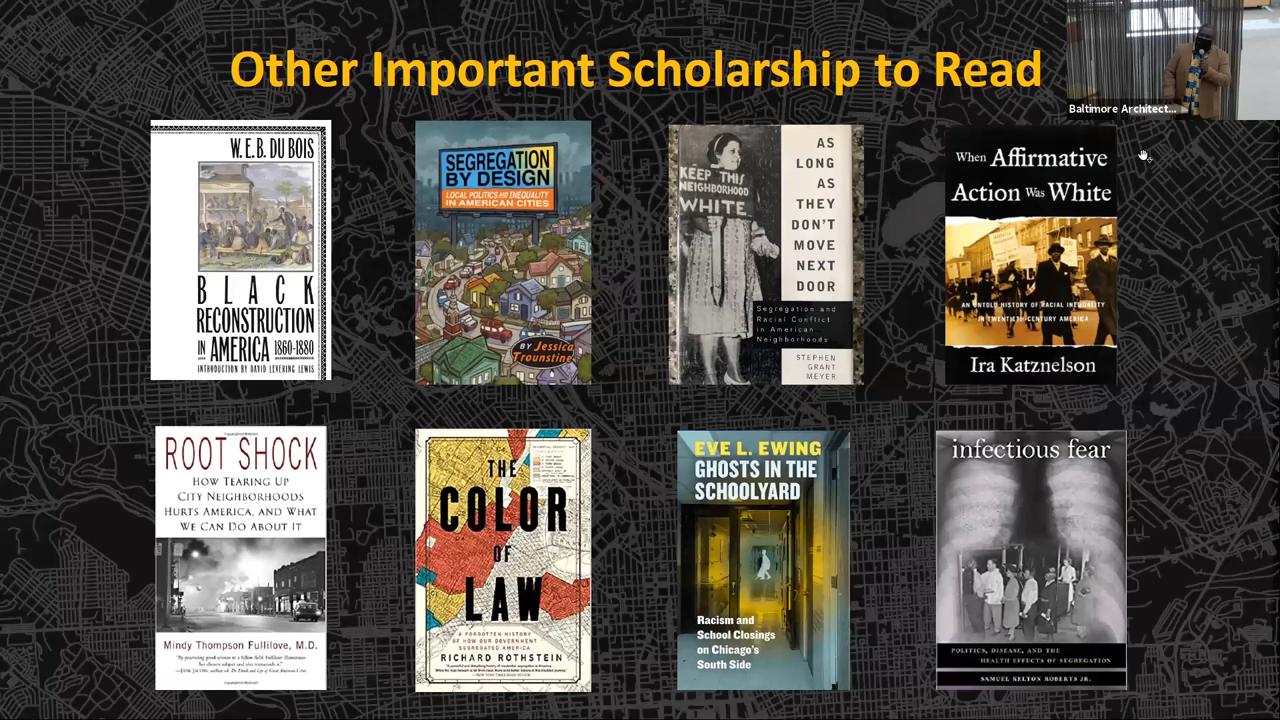 Other Important Scholarship to Read
Baltimore Architect...
W.E.B. DU BOIS
BLACK
RECONSTRUCTION
IN AMERICA 1860-1880
INTRODUCTION BY DAVID LEVERING LEWIS
SEGREGATION
BY DESIGN
LOCAL POLITICS AND INEQUALITY
IN AMERICAN CITIES
BY Jessica
Trounstine
KEEP THIS
NEIGHBORHOOD
WHITE
AS
LONG
AS
THEY
DON'T
MOVE
NEXT
DOOR
Segregation and
Racial Conflict
in American
Neighborhoods
STEPHEN
GRANT
MEYER
When Affirmative
Action Was White
AN UNTOLD HISTORY OF RACIAL INEQUALITY
IN TWENTIETH-CENTURY AMERICA
Ira Katznelson
ROOT SHOCK
HOW TEARING UP
CITY NEIGHBORHOODS
HURTS AMERICA, AND WHAT
WE CAN DO ABOUT IT
Mindy Thompson Fullilove, M.D.
THE
COLOR
OF
LAW
A FORGOTTEN HISTORY
OF HOW OUR GOVERNMENT
SEGREGATED AMERICA
RICHARD ROTHSTEIN
EVE L. EWING
GHOSTS IN THE
SCHOOLYARD
Racism and
School Closings
on Chicago's
South Side
infectious fear
POLITICS, DISEASE, AND THE
HEALTH EFFECTS OF SEGREGATION
SAMUEL KELTON ROBERTS JR.